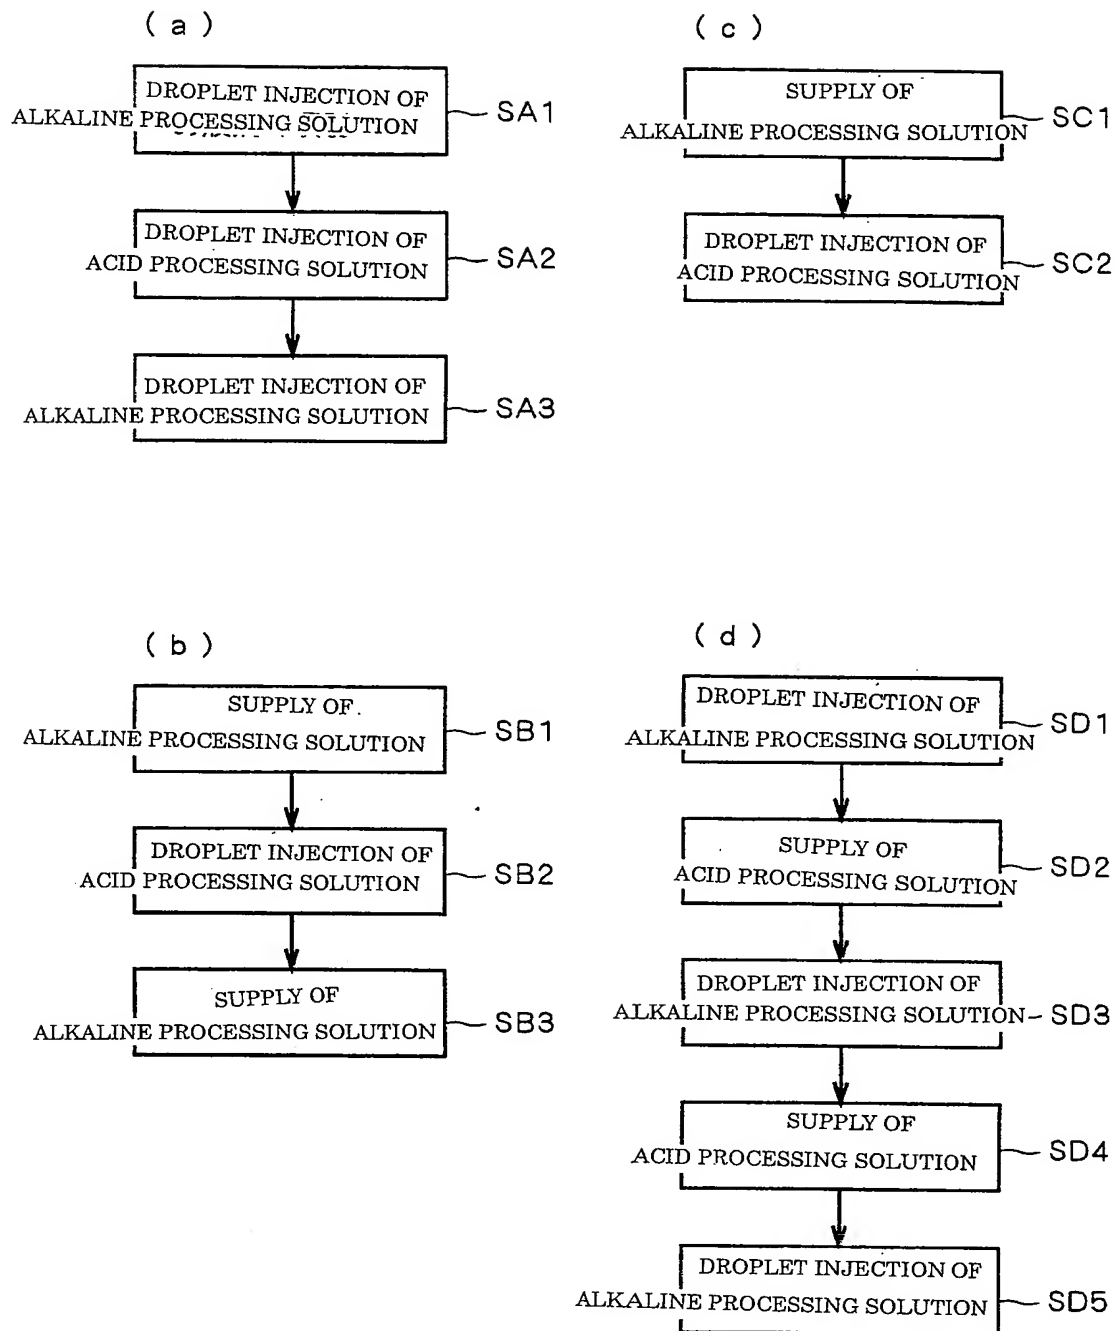 ( a )
DROPLET INJECTION OF
ALKALINE PROCESSING SOLUTION
SA1
DROPLET INJECTION OF
ACID PROCESSING SOLUTION
SA2
DROPLET INJECTION OF
ALKALINE PROCESSING SOLUTION
SA3
( c )
SUPPLY OF
ALKALINE PROCESSING SOLUTION
SC1
DROPLET INJECTION OF
ACID PROCESSING SOLUTION
SC2
( b )
SUPPLY OF
ALKALINE PROCESSING SOLUTION
SB1
DROPLET INJECTION OF
ACID PROCESSING SOLUTION
SB2
SUPPLY OF
ALKALINE PROCESSING SOLUTION
SB3
( d )
DROPLET INJECTION OF
ALKALINE PROCESSING SOLUTION
SD1
SUPPLY OF
ACID PROCESSING SOLUTION
SD2
DROPLET INJECTION OF
ALKALINE PROCESSING SOLUTION
SD3
SUPPLY OF
ACID PROCESSING SOLUTION
SD4
DROPLET INJECTION OF
ALKALINE PROCESSING SOLUTION
SD5